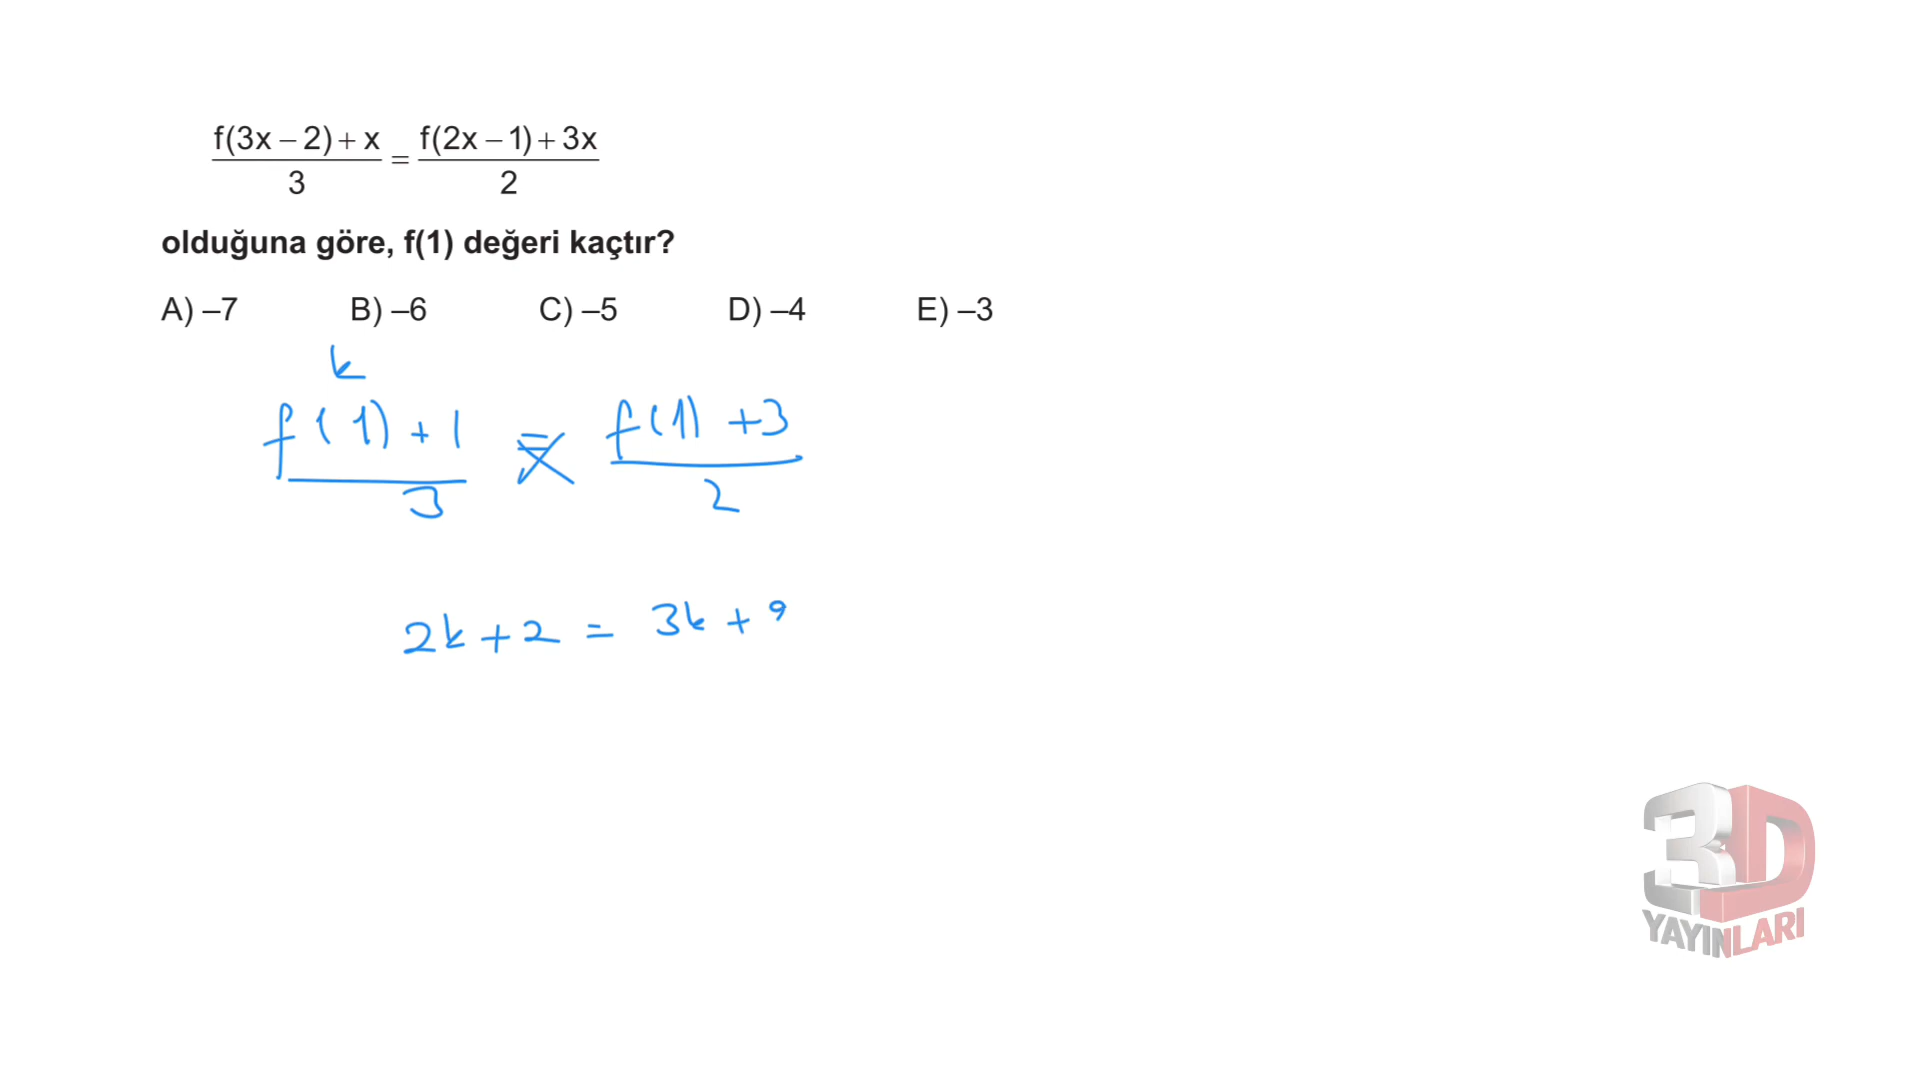 f(3x – 2) + x / 3 = f(2x – 1) + 3x / 2
olduğuna göre, f(1) değeri kaçtır?
A) –7 B) –6 C) –5 D) –4 E) –3
k
f(1) + 1 / 3 = f(1) + 3 / 2
2k + 2 = 3k + 9
3D
YAYINLARI